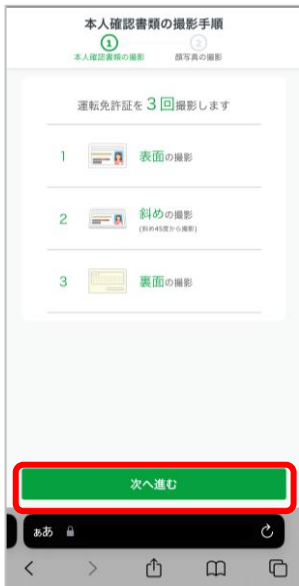 本人確認書類の撮影手順
1 2
本人確認書類の撮影 顔写真の撮影
運転免許証を3回撮影します
1 表面の撮影
2 斜めの撮影
(斜め45度から撮影)
3 裏面の撮影
次へ進む
ぁあ